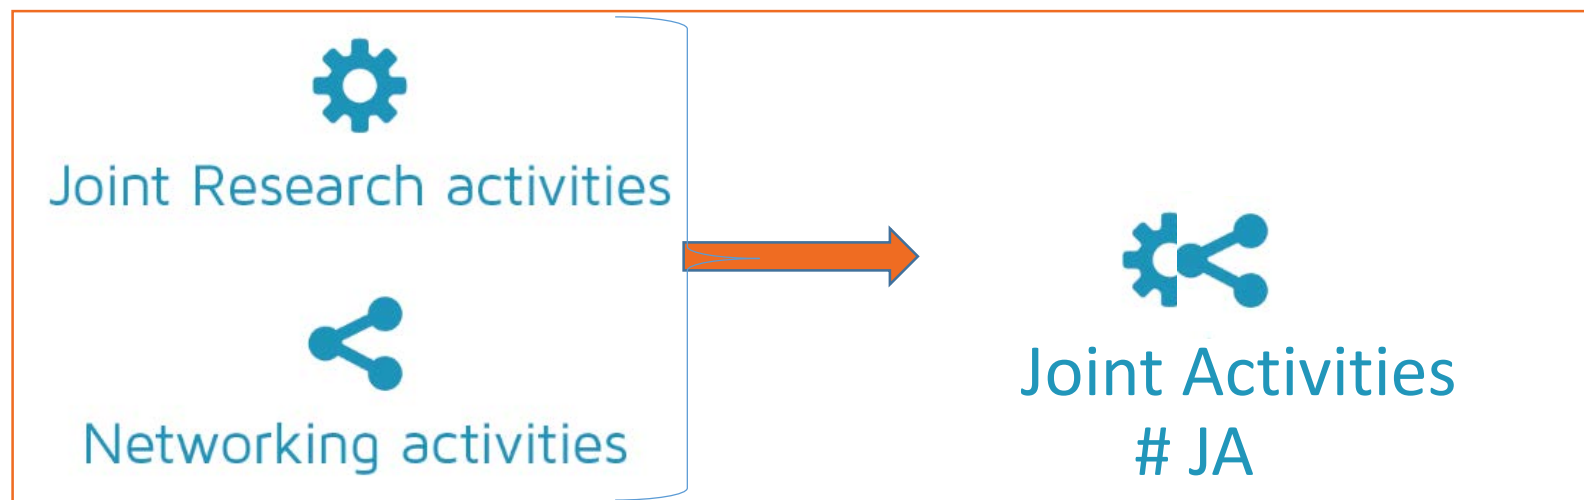 Joint Research activities
Networking activities
Joint Activities
# JA